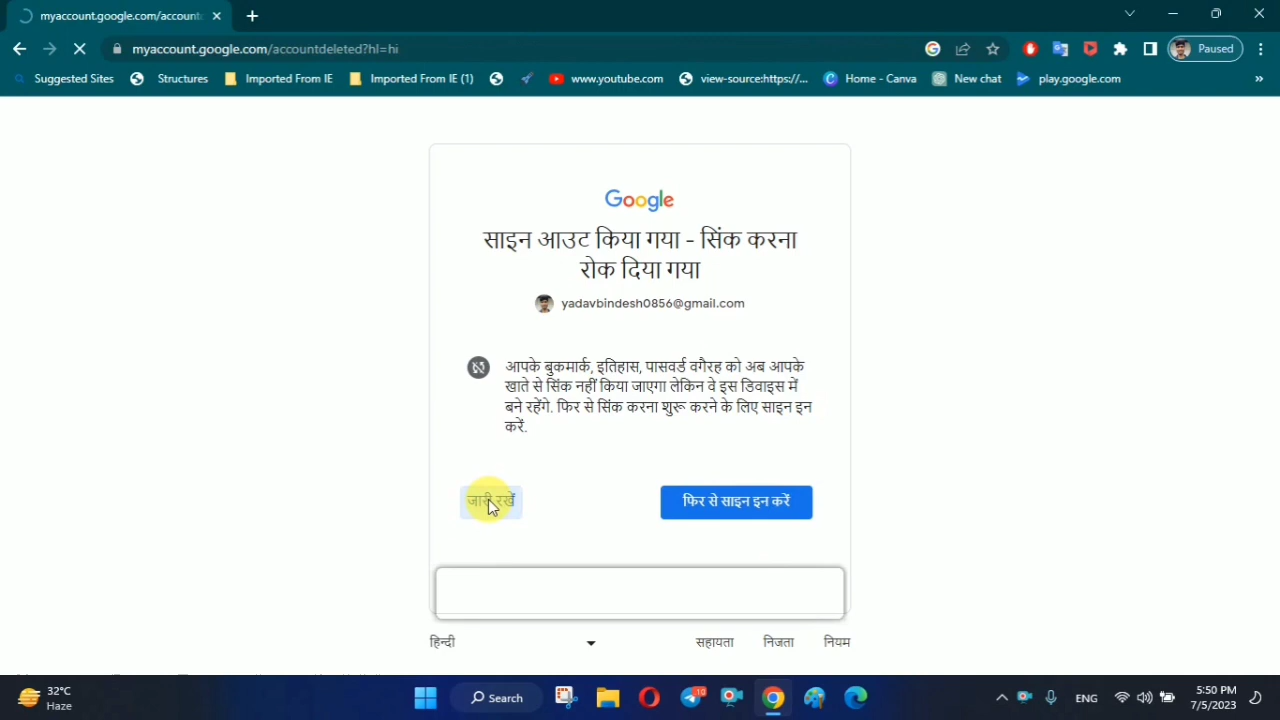 myaccount.google.com/account
myaccount.google.com/accountdeleted?hl=hi
Paused
Suggested Sites
Structures
Imported From IE
Imported From IE (1)
www.youtube.com
view-source:https://...
Home - Canva
New chat
play.google.com
»
Google
साइन आउट किया गया - सिंक करना
रोक दिया गया
yadavbindesh0856@gmail.com
आपके बुकमार्क, इतिहास, पासवर्ड वगैरह को अब आपके
खाते से सिंक नहीं किया जाएगा लेकिन वे इस डिवाइस में
बने रहेंगे. फिर से सिंक करना शुरू करने के लिए साइन इन
करें.
जारी रखें
फिर से साइन इन करें
हिन्दी
सहायता
निजता
नियम
32°C
Haze
Search
10
ENG
5:50 PM
7/5/2023